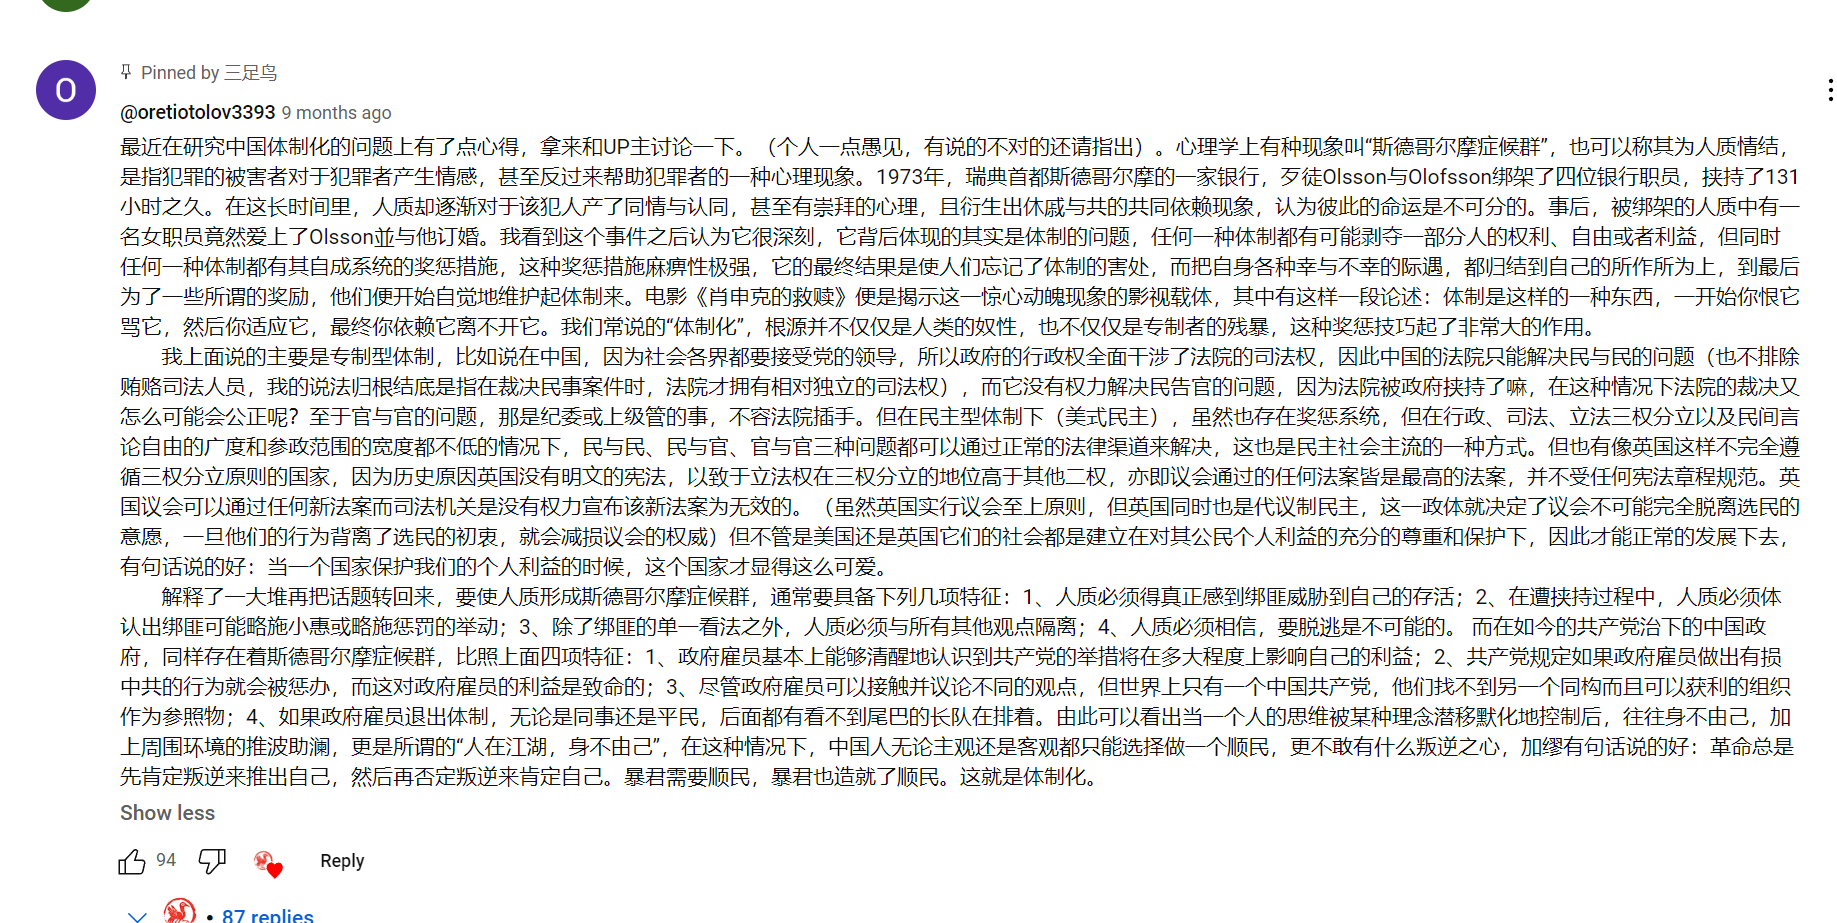 Pinned by 三足鸟
@oretiotolov3393 9 months ago
最近在研究中国体制化的问题上有了点心得，拿来和UP主讨论一下。（个人一点愚见，有说的不对的还请指出）。心理学上有种现象叫“斯德哥尔摩症候群”，也可以称其为人质情结，
是指犯罪的被害者对于犯罪者产生情感，甚至反过来帮助犯罪者的一种心理现象。1973年，瑞典首都斯德哥尔摩的一家银行，歹徒Olsson与Olofsson绑架了四位银行职员，挟持了131
小时之久。在这长时间里，人质却逐渐对于该犯人产了同情与认同，甚至有崇拜的心理，且衍生出休戚与共的共同依赖现象，认为彼此的命运是不可分的。事后，被绑架的人质中有一
名女职员竟然爱上了Olsson並与他订婚。我看到这个事件之后认为它很深刻，它背后体现的其实是体制的问题，任何一种体制都有可能剥夺一部分人的权利、自由或者利益，但同时
任何一种体制都有其自成系统的奖惩措施，这种奖惩措施麻痹性极强，它的最终结果是使人们忘记了体制的害处，而把自身各种幸与不幸的际遇，都归结到自己的所作所为上，到最后
为了一些所谓的奖励，他们便开始自觉地维护起体制来。电影《肖申克的救赎》便是揭示这一惊心动魄现象的影视载体，其中有这样一段论述：体制是这样的一种东西，一开始你恨它
骂它，然后你适应它，最终你依赖它离不开它。我们常说的“体制化”，根源并不仅仅是人类的奴性，也不仅仅是专制者的残暴，这种奖惩技巧起了非常大的作用。
我上面说的主要是专制型体制，比如说在中国，因为社会各界都要接受党的领导，所以政府的行政权全面干涉了法院的司法权，因此中国的法院只能解决民与民的问题（也不排除
贿赂司法人员，我的说法归根结底是指在裁决民事案件时，法院才拥有相对独立的司法权），而它没有权力解决民告官的问题，因为法院被政府挟持了嘛，在这种情况下法院的裁决又
怎么可能会公正呢？至于官与官的问题，那是纪委或上级管的事，不容法院插手。但在民主型体制下（美式民主），虽然也存在奖惩系统，但在行政、司法、立法三权分立以及民间言
论自由的广度和参政范围的宽度都不低的情况下，民与民、民与官、官与官三种问题都可以通过正常的法律渠道来解决，这也是民主社会主流的一种方式。但也有像英国这样不完全遵
循三权分立原则的国家，因为历史原因英国没有明文的宪法，以致于立法权在三权分立的地位高于其他二权，亦即议会通过的任何法案皆是最高的法案，并不受任何宪法章程规范。英
国议会可以通过任何新法案而司法机关是没有权力宣布该新法案为无效的。（虽然英国实行议会至上原则，但英国同时也是代议制民主，这一政体就决定了议会不可能完全脱离选民的
意愿，一旦他们的行为背离了选民的初衷，就会减损议会的权威）但不管是美国还是英国它们的社会都是建立在对其公民个人利益的充分的尊重和保护下，因此才能正常的发展下去，
有句话说的好：当一个国家保护我们的个人利益的时候，这个国家才显得这么可爱。
解释了一大堆再把话题转回来，要使人质形成斯德哥尔摩症候群，通常要具备下列几项特征：1、人质必须得真正感到绑匪威胁到自己的存活；2、在遭挟持过程中，人质必须体
认出绑匪可能略施小惠或略施惩罚的举动；3、除了绑匪的单一看法之外，人质必须与所有其他观点隔离；4、人质必须相信，要脱逃是不可能的。 而在如今的共产党治下的中国政
府，同样存在着斯德哥尔摩症候群，比照上面四项特征：1、政府雇员基本上能够清醒地认识到共产党的举措将在多大程度上影响自己的利益；2、共产党规定如果政府雇员做出有损
中共的行为就会被惩办，而这对政府雇员的利益是致命的；3、尽管政府雇员可以接触并议论不同的观点，但世界上只有一个中国共产党，他们找不到另一个同构而且可以获利的组织
作为参照物；4、如果政府雇员退出体制，无论是同事还是平民，后面都有看不到尾巴的长队在排着。由此可以看出当一个人的思维被某种理念潜移默化地控制后，往往身不由己，加
上周围环境的推波助澜，更是所谓的“人在江湖，身不由己”，在这种情况下，中国人无论主观还是客观都只能选择做一个顺民，更不敢有什么叛逆之心，加缪有句话说的好：革命总是
先肯定叛逆来推出自己，然后再否定叛逆来肯定自己。暴君需要顺民，暴君也造就了顺民。这就是体制化。
Show less
94 Reply
O
• 87 replies